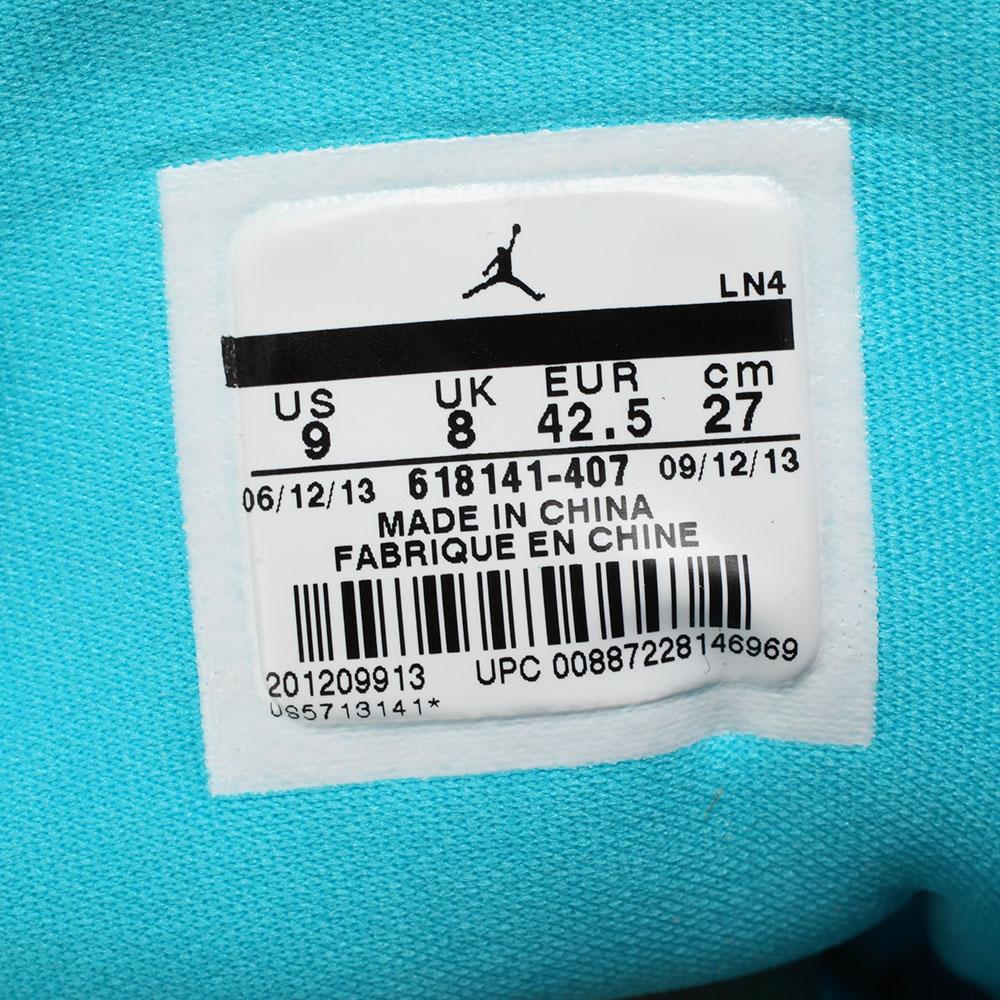 LN4
US UK EUR cm
9 8 42.5 27
06/12/13 618141-407 09/12/13
MADE IN CHINA
FABRIQUE EN CHINE
201209913 UPC 00887228146969
US5713141*